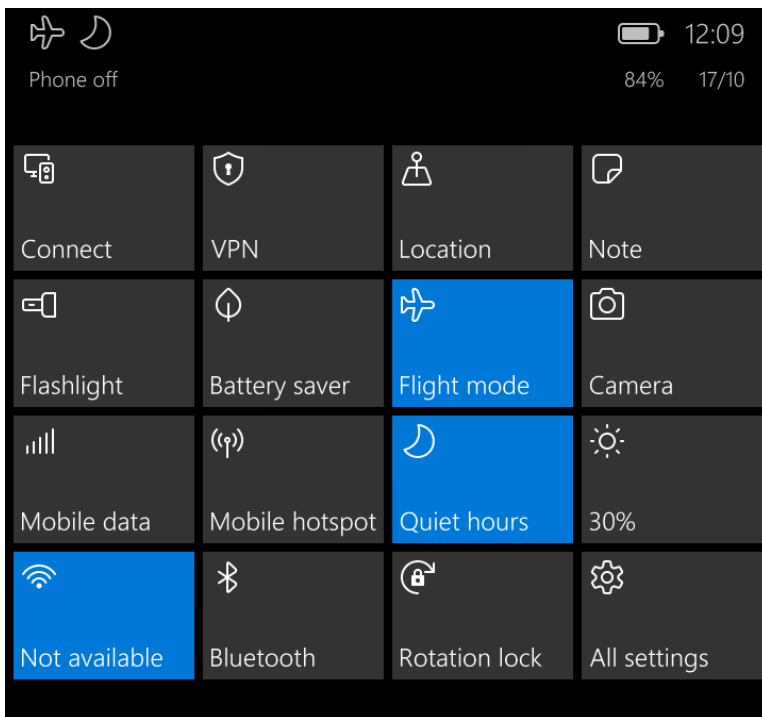 12:09
Phone off 84% 17/10
Connect VPN Location Note
Flashlight Battery saver Flight mode Camera
Mobile data Mobile hotspot Quiet hours 30%
Not available Bluetooth Rotation lock All settings